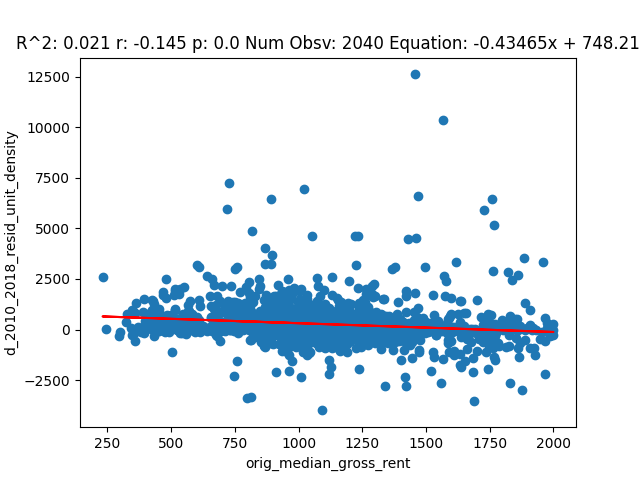 R^2: 0.021 r: -0.145 p: 0.0 Num Obsv: 2040 Equation: -0.43465x + 748.21
12500
10000
7500
5000
2500
0
−2500
d_2010_2018_resid_unit_density
250 500 750 1000 1250 1500 1750 2000
orig_median_gross_rent